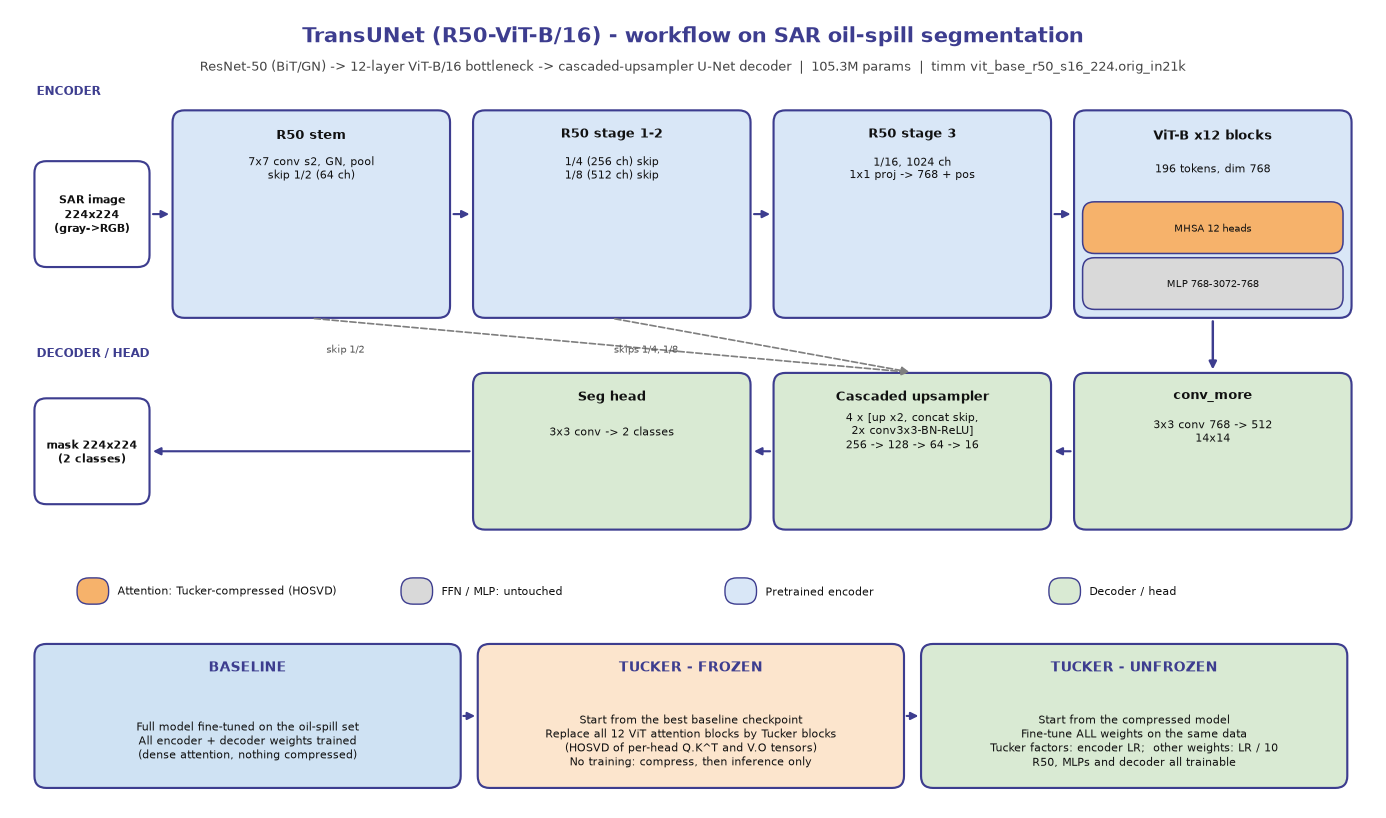 TransUNet (R50-ViT-B/16) - workflow on SAR oil-spill segmentation
ResNet-50 (BiT/GN) -> 12-layer ViT-B/16 bottleneck -> cascaded-upsampler U-Net decoder | 105.3M params | timm vit_base_r50_s16_224.orig_in21k
ENCODER
SAR image
224x224
(gray->RGB)
R50 stem
7x7 conv s2, GN, pool
skip 1/2 (64 ch)
R50 stage 1-2
1/4 (256 ch) skip
1/8 (512 ch) skip
R50 stage 3
1/16, 1024 ch
1x1 proj -> 768 + pos
ViT-B x12 blocks
196 tokens, dim 768
MHSA 12 heads
MLP 768-3072-768
skip 1/2
skips 1/4, 1/8
DECODER / HEAD
mask 224x224
(2 classes)
Seg head
3x3 conv -> 2 classes
Cascaded upsampler
4 x [up x2, concat skip,
2x conv3x3-BN-ReLU]
256 -> 128 -> 64 -> 16
conv_more
3x3 conv 768 -> 512
14x14
Attention: Tucker-compressed (HOSVD)
FFN / MLP: untouched
Pretrained encoder
Decoder / head
BASELINE
Full model fine-tuned on the oil-spill set
All encoder + decoder weights trained
(dense attention, nothing compressed)
TUCKER - FROZEN
Start from the best baseline checkpoint
Replace all 12 ViT attention blocks by Tucker blocks
(HOSVD of per-head Q.K^T and V.O tensors)
No training: compress, then inference only
TUCKER - UNFROZEN
Start from the compressed model
Fine-tune ALL weights on the same data
Tucker factors: encoder LR; other weights: LR / 10
R50, MLPs and decoder all trainable